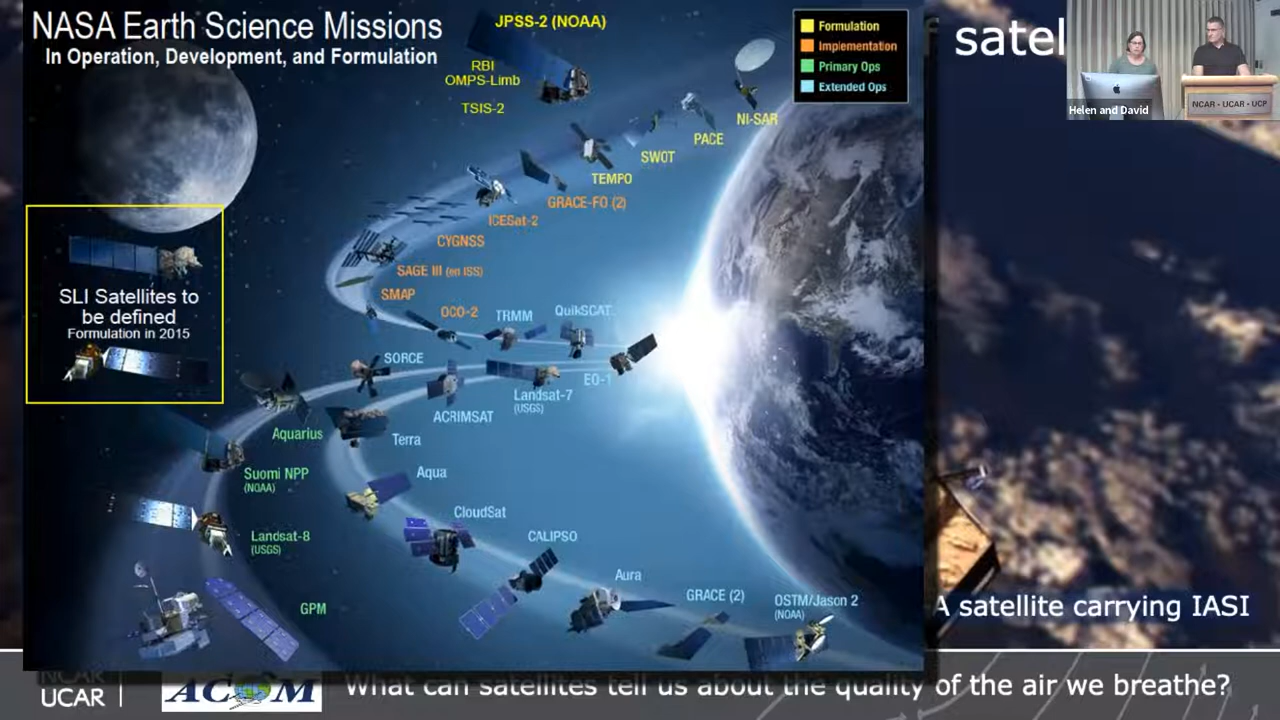 NASA Earth Science Missions
In Operation, Development, and Formulation
JPSS-2 (NOAA)
RBI
OMPS-Limb
TSIS-2
Formulation
Implementation
Primary Ops
Extended Ops
satel
Helen and David
NCAR • UCAR • UCP
NI-SAR
PACE
SWOT
TEMPO
GRACE-FO (2)
ICESat-2
CYGNSS
SAGE III (on ISS)
SMAP
OCO-2
TRMM
QuikSCAT
EO-1
SLI Satellites to
be defined
Formulation in 2015
SORCE
Landsat-7
(USGS)
ACRIMSAT
Aquarius
Terra
Suomi NPP
(NOAA)
Aqua
Landsat-8
(USGS)
CloudSat
CALIPSO
Aura
GRACE (2)
OSTM/Jason 2
(NOAA)
GPM
A satellite carrying IASI
NCAR
UCAR
ACOM
What can satellites tell us about the quality of the air we breathe?